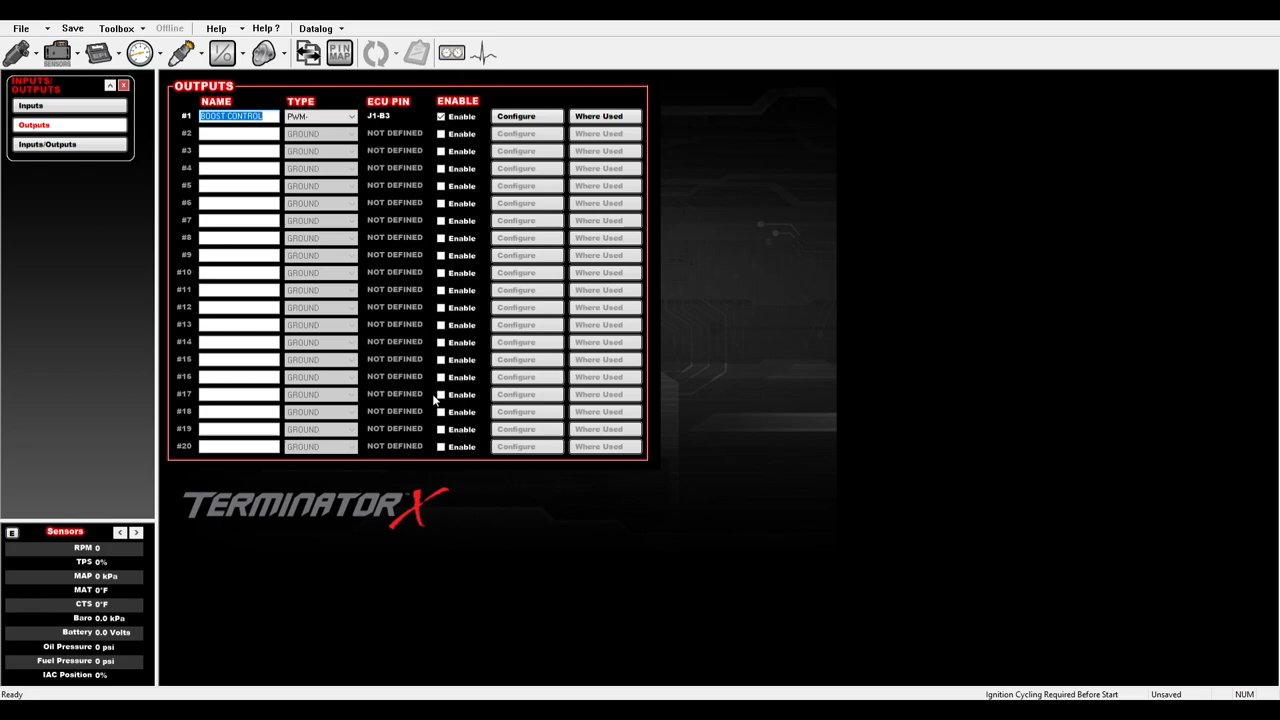 File Save Toolbox Offline Help Help ? Datalog
SENSORS I/O PIN MAP
INPUTS/
OUTPUTS
Inputs
Outputs
Inputs/Outputs
OUTPUTS
NAME TYPE ECU PIN ENABLE
#1 BOOST CONTROL PWM- J1-B3 Enable Configure Where Used
#2 GROUND NOT DEFINED Enable Configure Where Used
#3 GROUND NOT DEFINED Enable Configure Where Used
#4 GROUND NOT DEFINED Enable Configure Where Used
#5 GROUND NOT DEFINED Enable Configure Where Used
#6 GROUND NOT DEFINED Enable Configure Where Used
#7 GROUND NOT DEFINED Enable Configure Where Used
#8 GROUND NOT DEFINED Enable Configure Where Used
#9 GROUND NOT DEFINED Enable Configure Where Used
#10 GROUND NOT DEFINED Enable Configure Where Used
#11 GROUND NOT DEFINED Enable Configure Where Used
#12 GROUND NOT DEFINED Enable Configure Where Used
#13 GROUND NOT DEFINED Enable Configure Where Used
#14 GROUND NOT DEFINED Enable Configure Where Used
#15 GROUND NOT DEFINED Enable Configure Where Used
#16 GROUND NOT DEFINED Enable Configure Where Used
#17 GROUND NOT DEFINED Enable Configure Where Used
#18 GROUND NOT DEFINED Enable Configure Where Used
#19 GROUND NOT DEFINED Enable Configure Where Used
#20 GROUND NOT DEFINED Enable Configure Where Used
TERMINATOR X
E Sensors < >
RPM 0
TPS 0%
MAP 0 kPa
MAT 0°F
CTS 0°F
Baro 0.0 kPa
Battery 0.0 Volts
Oil Pressure 0 psi
Fuel Pressure 0 psi
IAC Position 0%
Ready Ignition Cycling Required Before Start Unsaved NUM